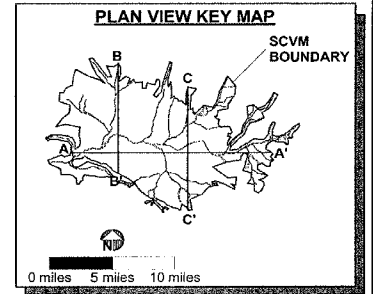 PLAN VIEW KEY MAP
SCVM
BOUNDARY
B
C
A
A'
B'
C'
N
0 miles 5 miles 10 miles